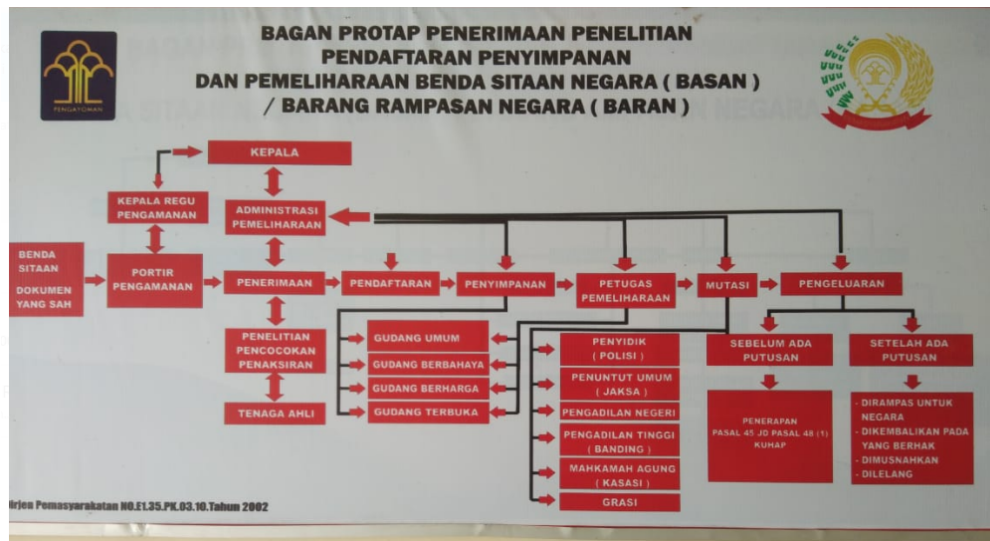 BAGAN PROTAP PENERIMAAN PENELITIAN
PENDAFTARAN PENYIMPANAN
DAN PEMELIHARAAN BENDA SITAAN NEGARA ( BASAN )
/ BARANG RAMPASAN NEGARA ( BARAN )
PENGAYOMAN
KEPALA
KEPALA REGU
PENGAMANAN
ADMINISTRASI
PEMELIHARAAN
BENDA
SITAAN
DOKUMEN
YANG SAH
PORTIR
PENGAMANAN
PENERIMAAN
PENDAFTARAN
PENYIMPANAN
PETUGAS
PEMELIHARAAN
MUTASI
PENGELUARAN
PENELITIAN
PENCOCOKAN
PENAKSIRAN
TENAGA AHLI
GUDANG UMUM
GUDANG BERBAHAYA
GUDANG BERHARGA
GUDANG TERBUKA
PENYIDIK
( POLISI )
PENUNTUT UMUM
( JAKSA )
PENGADILAN NEGERI
PENGADILAN TINGGI
( BANDING )
MAHKAMAH AGUNG
( KASASI )
GRASI
SEBELUM ADA
PUTUSAN
SETELAH ADA
PUTUSAN
PENERAPAN
PASAL 45 JO PASAL 48 (1)
KUHAP
- DIRAMPAS UNTUK
NEGARA
- DIKEMBALIKAN PADA
YANG BERHAK
- DIMUSNAHKAN
- DILELANG
irjen Pemasyarakatan NO.E1.35.PK.03.10.Tahun 2002